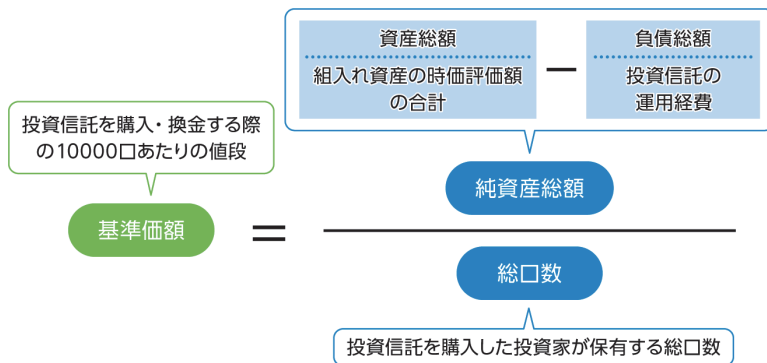 資産総額
組入れ資産の時価評価額
の合計
−
負債総額
投資信託の
運用経費
投資信託を購入・換金する際
の10000口あたりの値段
基準価額
=
純資産総額
総口数
投資信託を購入した投資家が保有する総口数